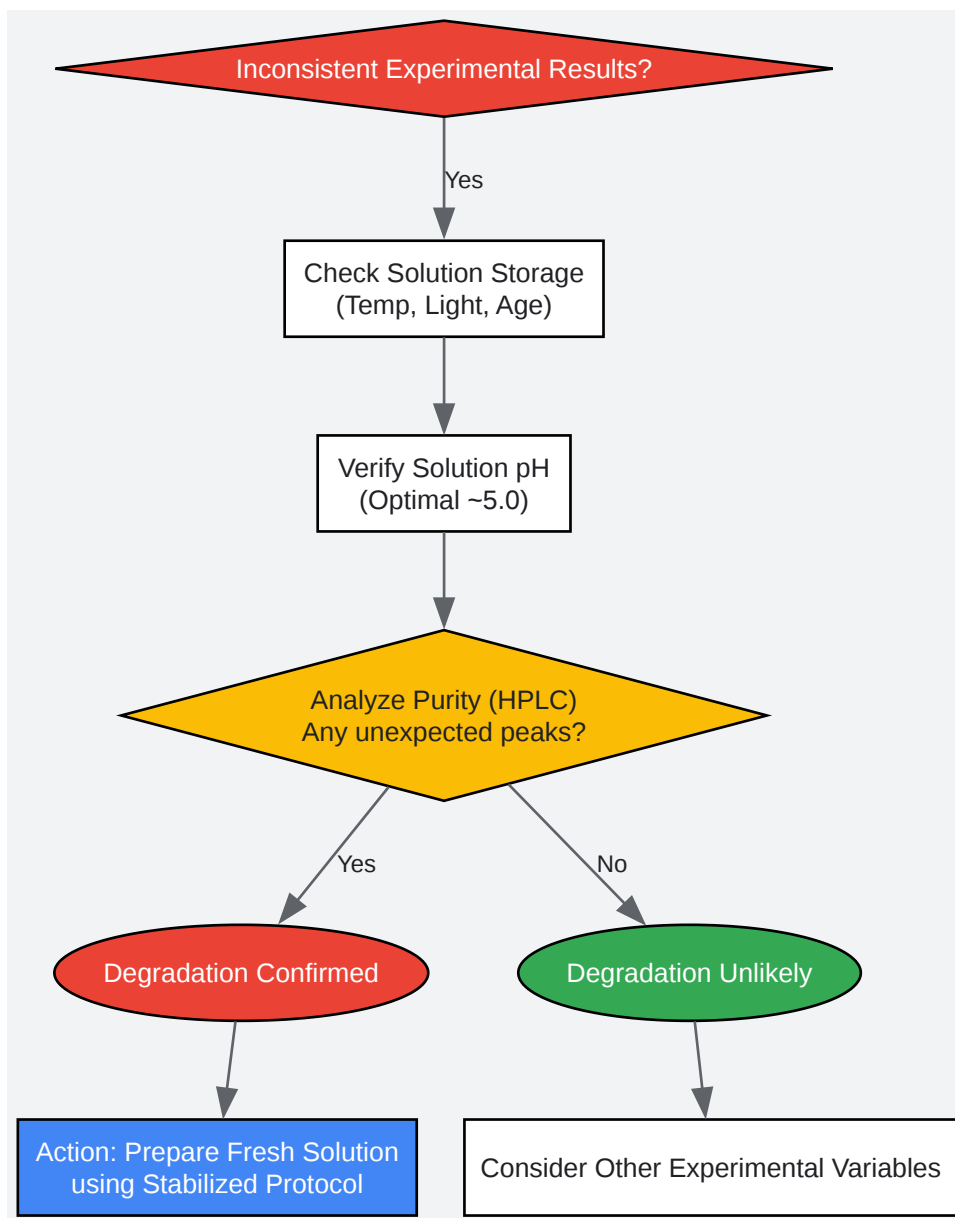 Inconsistent Experimental Results?
Yes
Check Solution Storage
(Temp, Light, Age)
Verify Solution pH
(Optimal ~5.0)
Analyze Purity (HPLC)
Any unexpected peaks?
Yes
No
Degradation Confirmed
Degradation Unlikely
Action: Prepare Fresh Solution
using Stabilized Protocol
Consider Other Experimental Variables